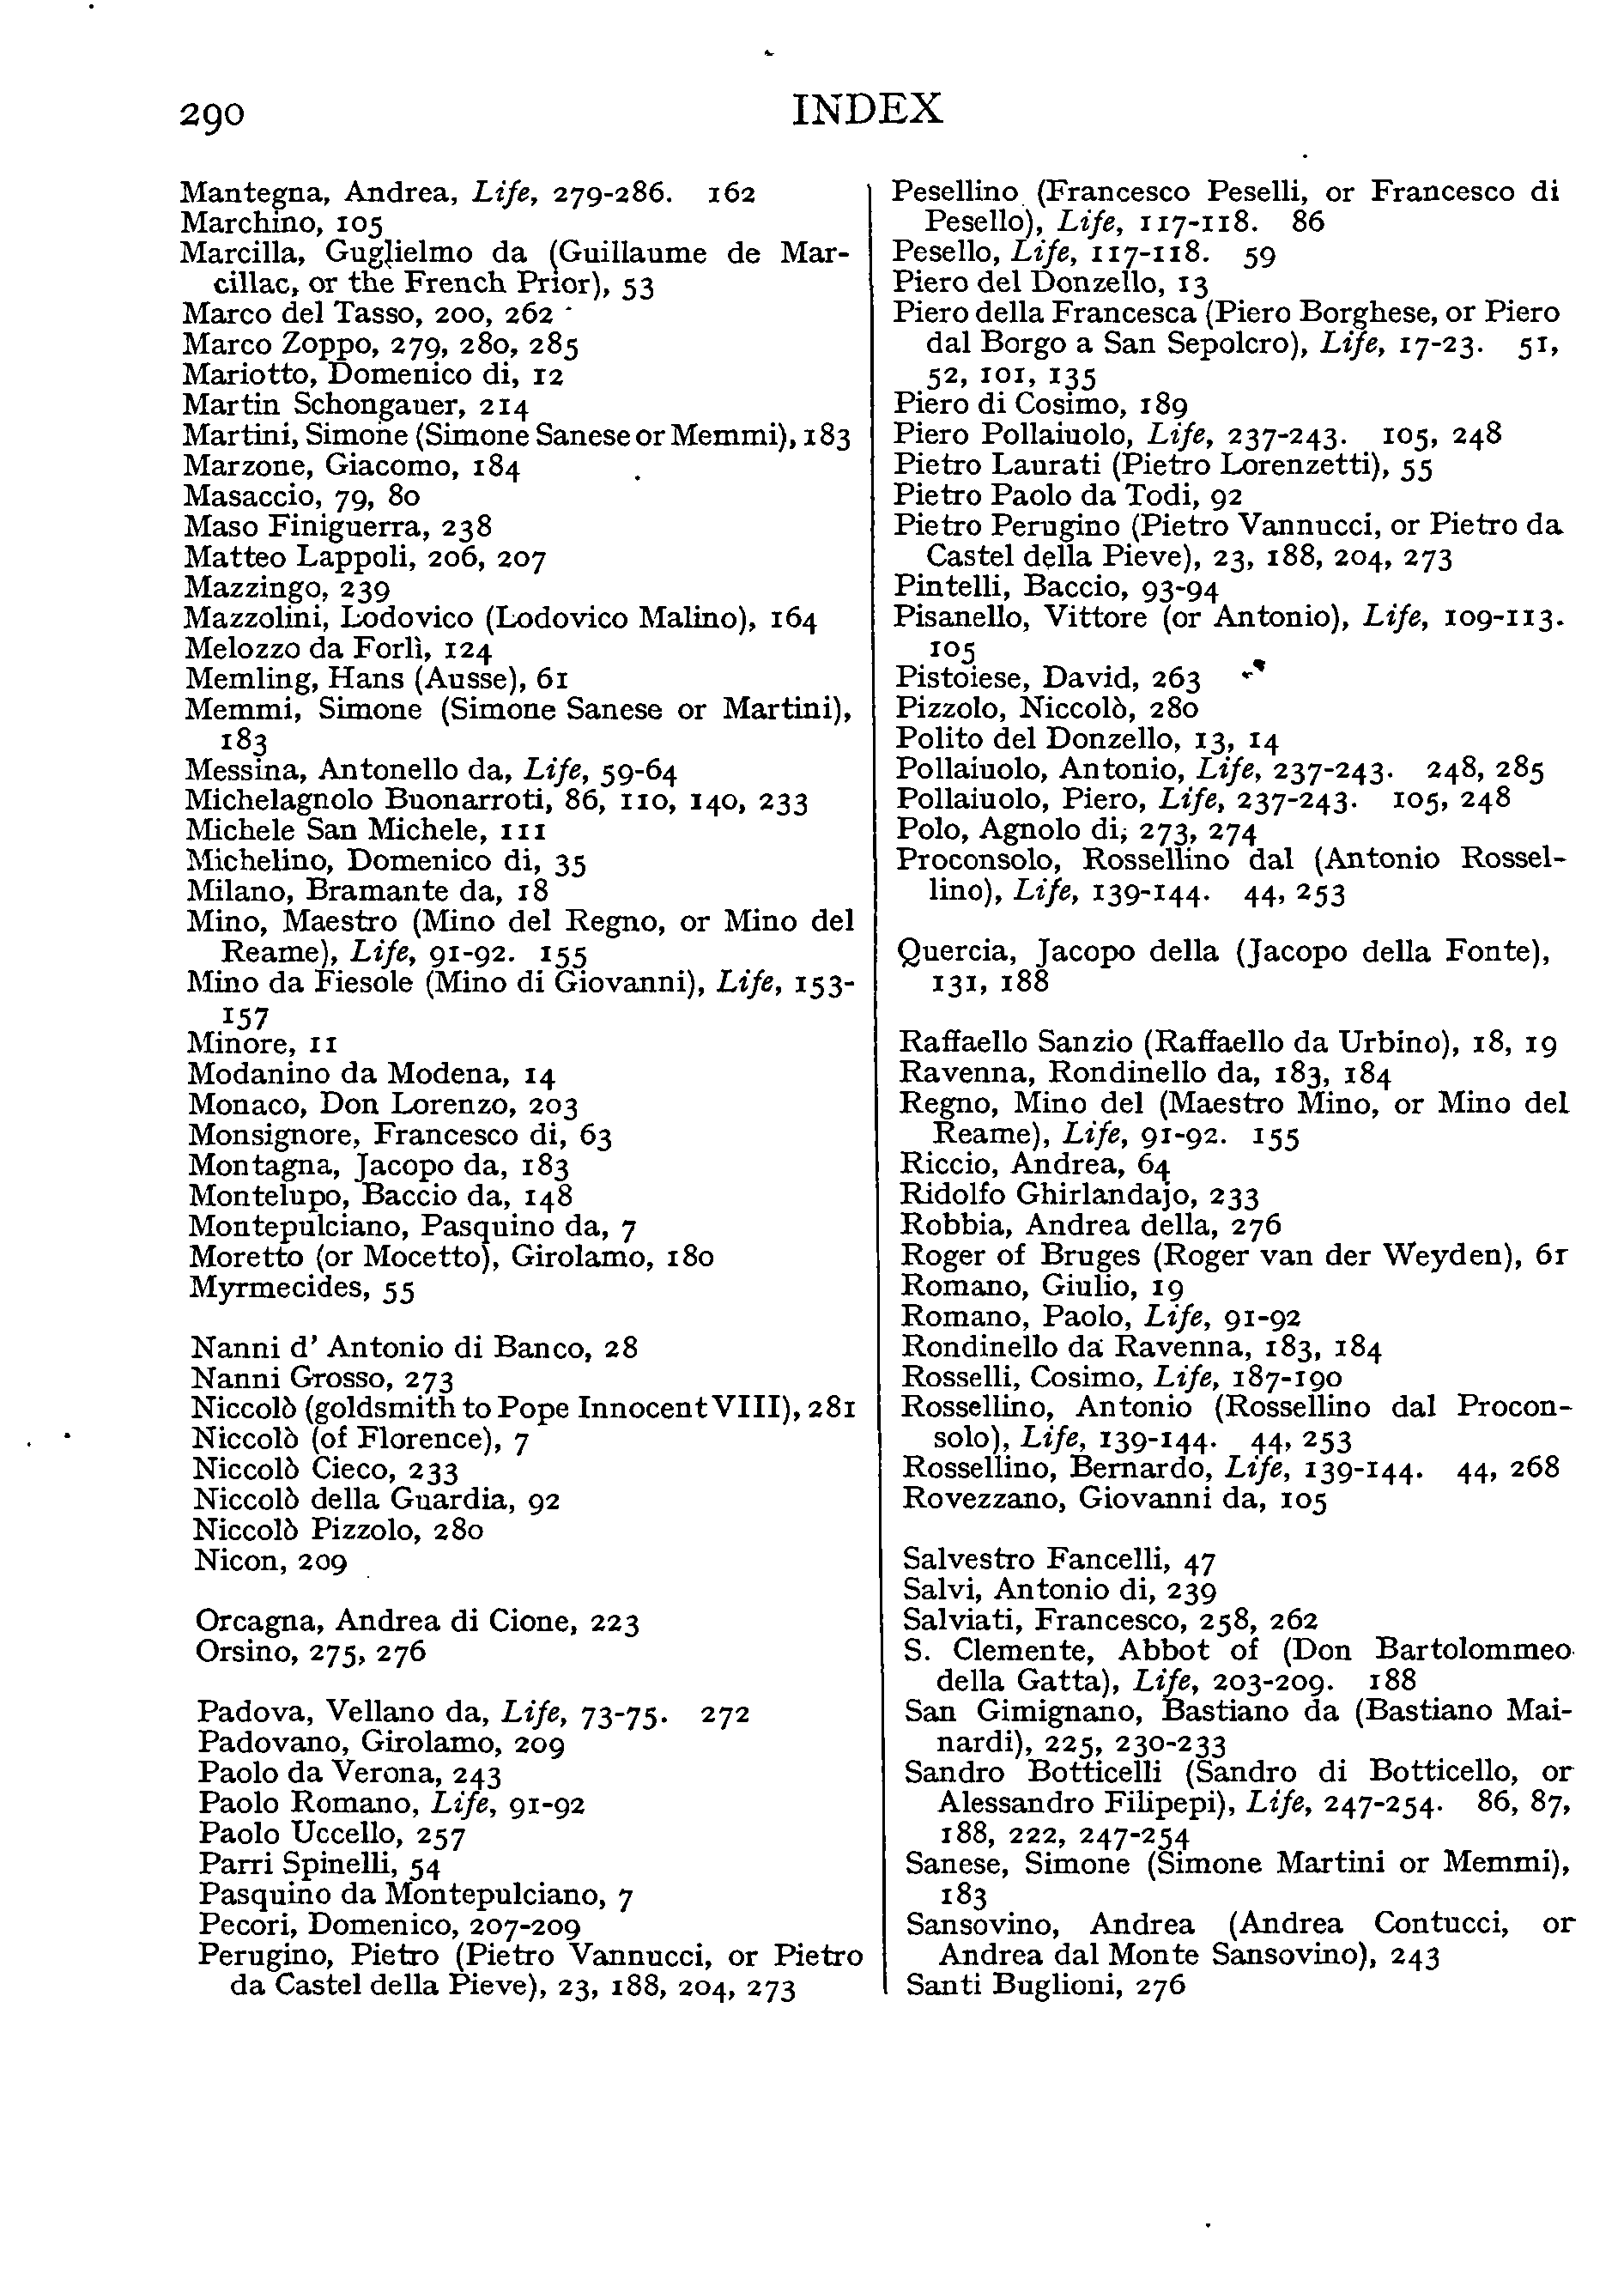 290
INDEX
Mantegna, Andrea, Life, 279-286. 162
Marchino, 105
Marcilla, Guglielmo da (Guillaume de Mar-
cillac, or the French Prior), 53
Marco del Tasso, 200, 262
Marco Zoppo, 279, 280, 285
Mariotto, Domenico di, 12
Martin Schongauer, 214
Martini, Simone (Simone Sanese or Memmi), 183
Marzone, Giacomo, 184
Masaccio, 79, 80
Maso Finiguerra, 238
Matteo Lappoli, 206, 207
Mazzingo, 239
Mazzolini, Lodovico (Lodovico Malino), 164
Melozzo da Forlì, 124
Memling, Hans (Ausse), 61
Memmi, Simone (Simone Sanese or Martini),
183
Messina, Antonello da, Life, 59-64
Michelagnolo Buonarroti, 86, 110, 140, 233
Michele San Michele, 111
Michelino, Domenico di, 35
Milano, Bramante da, 18
Mino, Maestro (Mino del Regno, or Mino del
Reame), Life, 91-92. 155
Mino da Fiesole (Mino di Giovanni), Life, 153-
157
Minore, 11
Modanino da Modena, 14
Monaco, Don Lorenzo, 203
Monsignore, Francesco di, 63
Montagna, Jacopo da, 183
Montelupo, Baccio da, 148
Montepulciano, Pasquino da, 7
Moretto (or Mocetto), Girolamo, 180
Myrmecides, 55
Nanni d' Antonio di Banco, 28
Nanni Grosso, 273
Niccolò (goldsmith to Pope Innocent VIII), 281
Niccolò (of Florence), 7
Niccolò Cieco, 233
Niccolò della Guardia, 92
Niccolò Pizzolo, 280
Nicon, 209
Orcagna, Andrea di Cione, 223
Orsino, 275, 276
Padova, Vellano da, Life, 73-75. 272
Padovano, Girolamo, 209
Paolo da Verona, 243
Paolo Romano, Life, 91-92
Paolo Uccello, 257
Parri Spinelli, 54
Pasquino da Montepulciano, 7
Pecori, Domenico, 207-209
Perugino, Pietro (Pietro Vannucci, or Pietro
da Castel della Pieve), 23, 188, 204, 273
Pesellino (Francesco Peselli, or Francesco di
Pesello), Life, 117-118. 86
Pesello, Life, 117-118. 59
Piero del Donzello, 13
Piero della Francesca (Piero Borghese, or Piero
dal Borgo a San Sepolcro), Life, 17-23. 51,
52, 101, 135
Piero di Cosimo, 189
Piero Pollaiuolo, Life, 237-243. 105, 248
Pietro Laurati (Pietro Lorenzetti), 55
Pietro Paolo da Todi, 92
Pietro Perugino (Pietro Vannucci, or Pietro da
Castel della Pieve), 23, 188, 204, 273
Pintelli, Baccio, 93-94
Pisanello, Vittore (or Antonio), Life, 109-113.
105
Pistoiese, David, 263
Pizzolo, Niccolò, 280
Polito del Donzello, 13, 14
Pollaiuolo, Antonio, Life, 237-243. 248, 285
Pollaiuolo, Piero, Life, 237-243. 105, 248
Polo, Agnolo di, 273, 274
Proconsolo, Rossellino dal (Antonio Rossel-
lino), Life, 139-144. 44, 253
Quercia, Jacopo della (Jacopo della Fonte),
131, 188
Raffaello Sanzio (Raffaello da Urbino), 18, 19
Ravenna, Rondinello da, 183, 184
Regno, Mino del (Maestro Mino, or Mino del
Reame), Life, 91-92. 155
Riccio, Andrea, 64
Ridolfo Ghirlandajo, 233
Robbia, Andrea della, 276
Roger of Bruges (Roger van der Weyden), 61
Romano, Giulio, 19
Romano, Paolo, Life, 91-92
Rondinello da Ravenna, 183, 184
Rosselli, Cosimo, Life, 187-190
Rossellino, Antonio (Rossellino dal Procon-
solo), Life, 139-144. 44, 253
Rossellino, Bernardo, Life, 139-144. 44, 268
Rovezzano, Giovanni da, 105
Salvestro Fancelli, 47
Salvi, Antonio di, 239
Salviati, Francesco, 258, 262
S. Clemente, Abbot of (Don Bartolommeo
della Gatta), Life, 203-209. 188
San Gimignano, Bastiano da (Bastiano Mai-
nardi), 225, 230-233
Sandro Botticelli (Sandro di Botticello, or
Alessandro Filipepi), Life, 247-254. 86, 87,
188, 222, 247-254
Sanese, Simone (Simone Martini or Memmi),
183
Sansovino, Andrea (Andrea Contucci, or
Andrea dal Monte Sansovino), 243
Santi Buglioni, 276